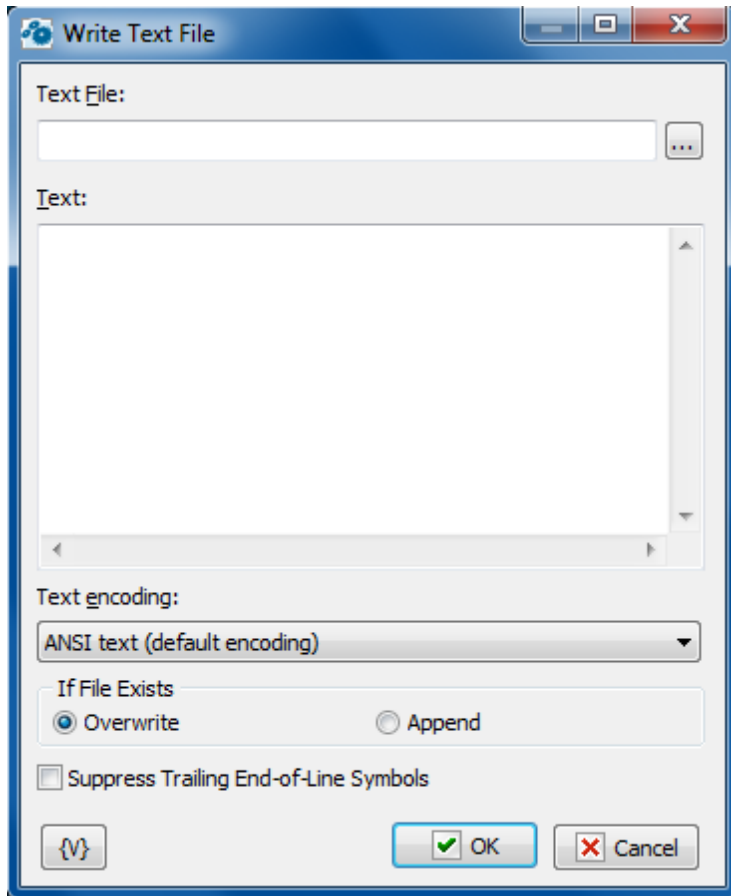 Write Text File
Text File:
...
Text:
Text encoding:
ANSI text (default encoding)
If File Exists
Overwrite Append
Suppress Trailing End-of-Line Symbols
{V} OK Cancel